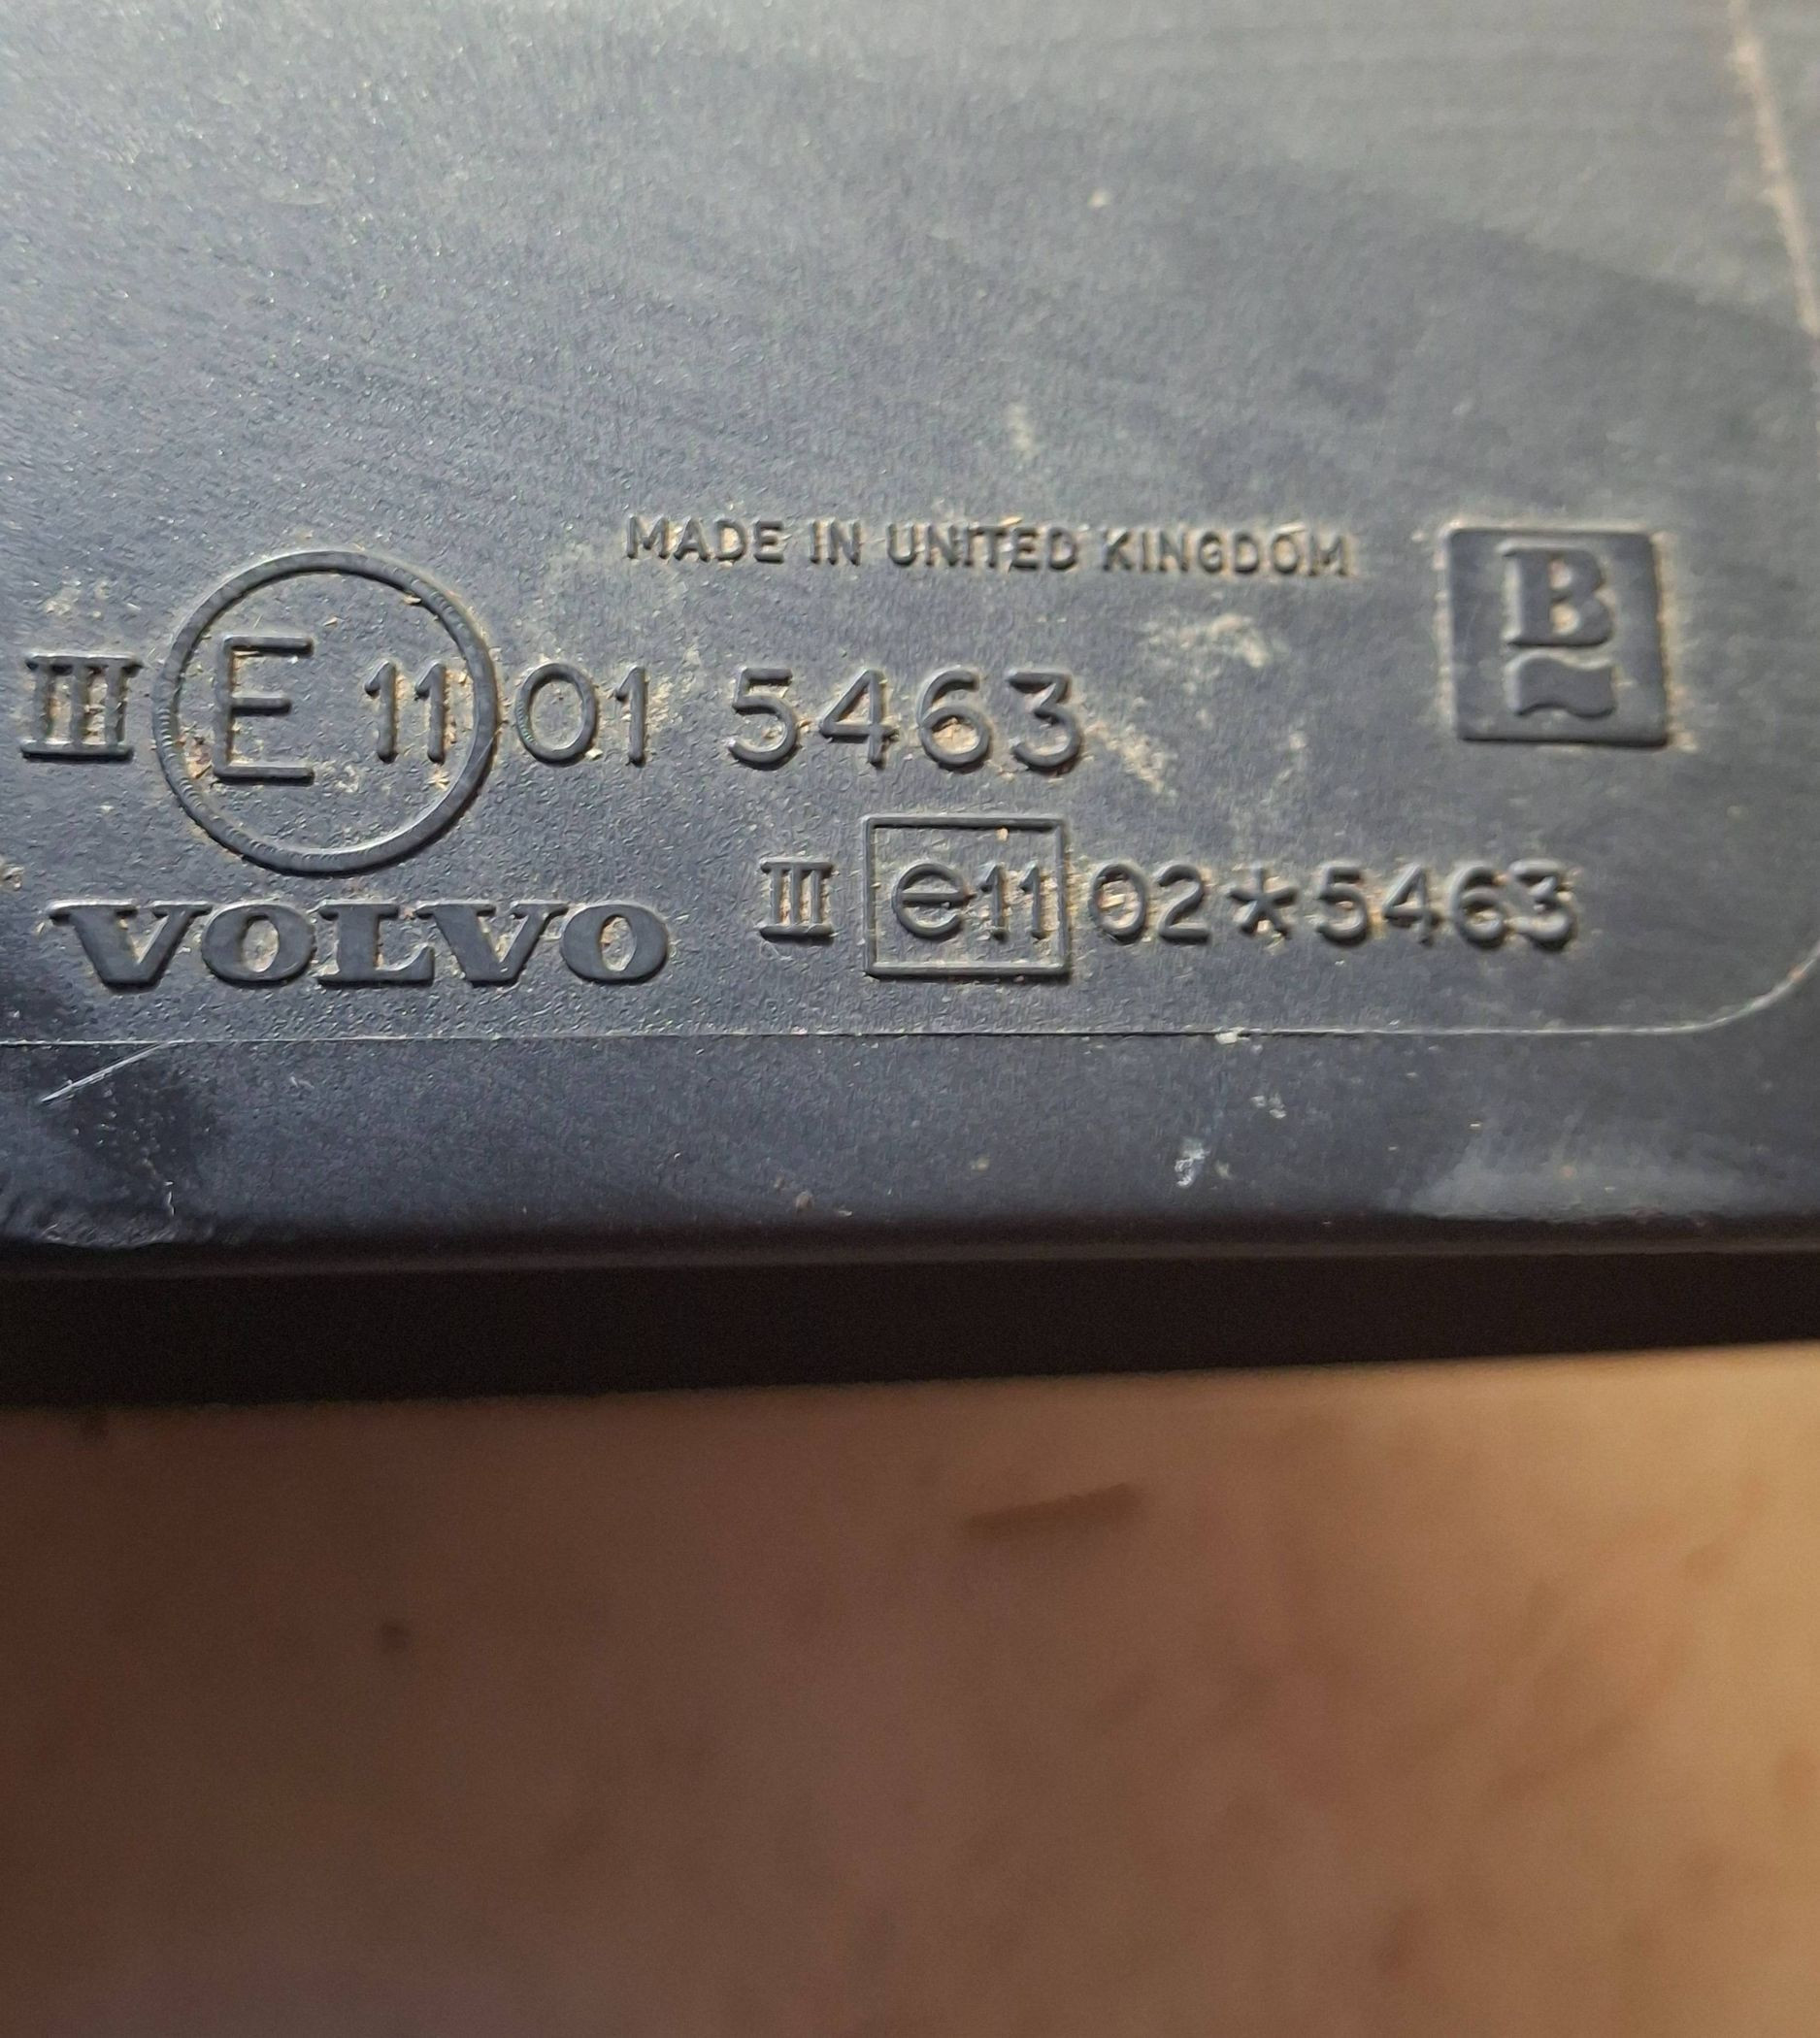 MADE IN UNITED KINGDOM
B
III E 11 01 5463
III e11 02*5463
VOLVO